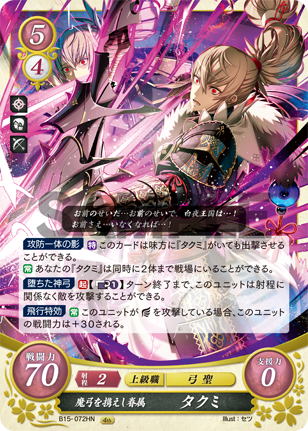 5
4
お前のせいだ…お前のせいで、白夜王国は…！
お前さえ…いなくなれば…！
攻防一体の影 特 このカードは味方に『タクミ』がいても出撃させる
ことができる。
常 あなたの『タクミ』は同時に2体まで戦場にいることができる。
堕ちた神弓 起 【1】ターン終了まで、このユニットは射程
に関係なく敵を攻撃することができる。
飛行特効 常 このユニットが を攻撃している場合、このユニット
の戦闘力は＋30される。
戦闘力
70
射程 2 上級職 弓聖
支援力
0
魔弓を携えし眷属 タクミ
B15-072HN
Illust：セツ